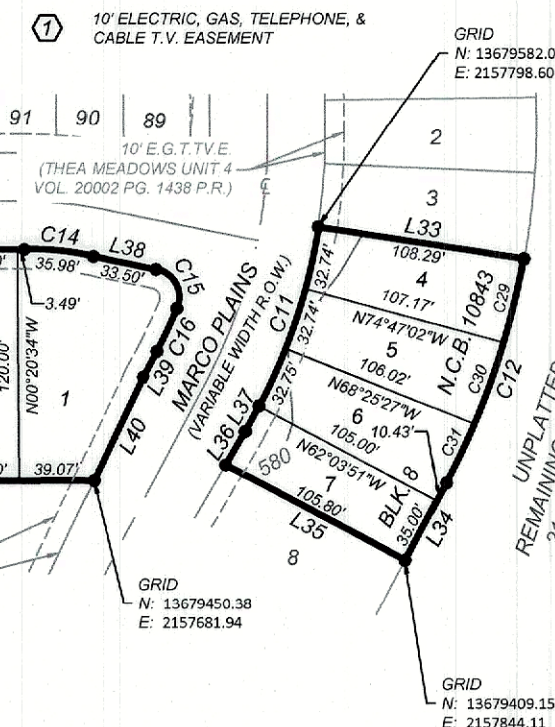 1
10' ELECTRIC, GAS, TELEPHONE, &
CABLE T.V. EASEMENT
GRID
N: 13679582.0
E: 2157798.60
91
90
89
10' E.G.T.TV.E.
(THEA MEADOWS UNIT 4
VOL. 20002 PG. 1438 P.R.)
2
3
C14
L38
35.98'
33.50'
C15
3.49'
C16
L39
L40
N00°20'34"W
120.00'
1
39.07'
MARCO PLAINS
(VARIABLE WIDTH R.O.W.)
L33
108.29'
4
107.17'
N74°47'02"W
5
106.02'
N68°25'27"W
6
105.00'
10.43'
N62°03'51"W
7
105.80'
C11
32.74'
32.74'
32.75'
L37
L36
580
L35
8
BLK. 8
35.00'
L34
N.C.B. 10843
C29
C30
C31
C12
UNPLATTE
REMAINING
GRID
N: 13679450.38
E: 2157681.94
GRID
N: 13679409.15
E: 2157844.11